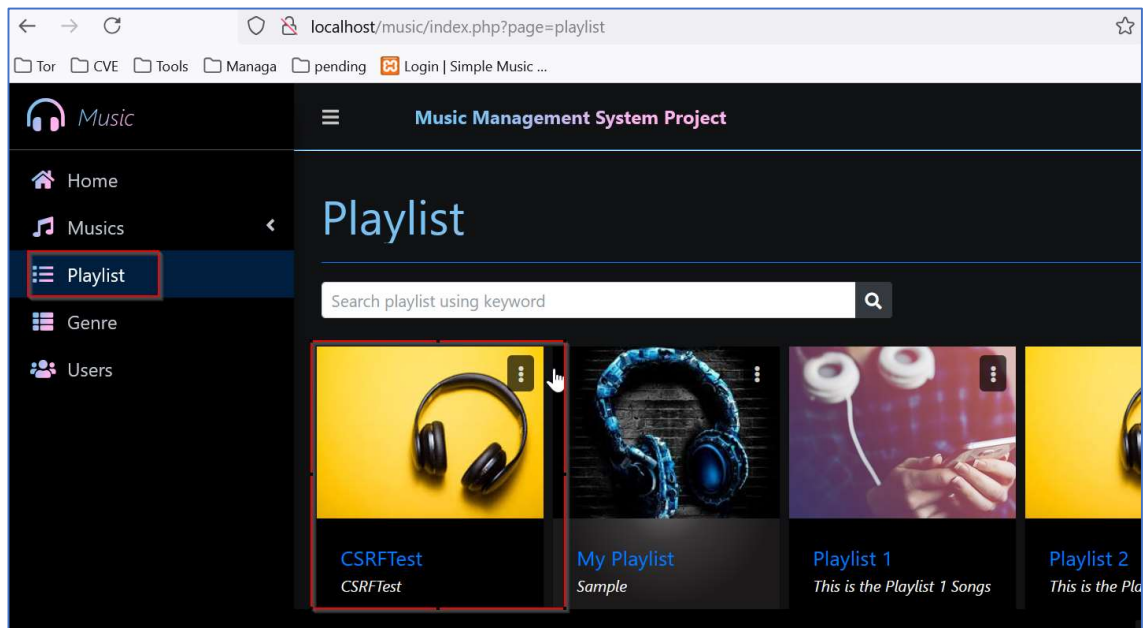 localhost/music/index.php?page=playlist
Tor CVE Tools Managa pending Login | Simple Music ...
Music
Music Management System Project
Home
Musics
Playlist
Genre
Users
Playlist
Search playlist using keyword
CSRFTest
CSRFTest
My Playlist
Sample
Playlist 1
This is the Playlist 1 Songs
Playlist 2
This is the Pla